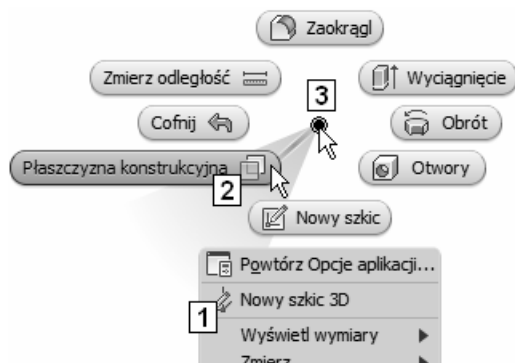 Zaokrągl
Zmierz odległość
Wyciągnięcie
3
Cofnij
Obrót
Płaszczyzna konstrukcyjna
2
Otwory
Nowy szkic
Powtórz Opcje aplikacji...
1
Nowy szkic 3D
Wyświetl wymiary
Zmierz